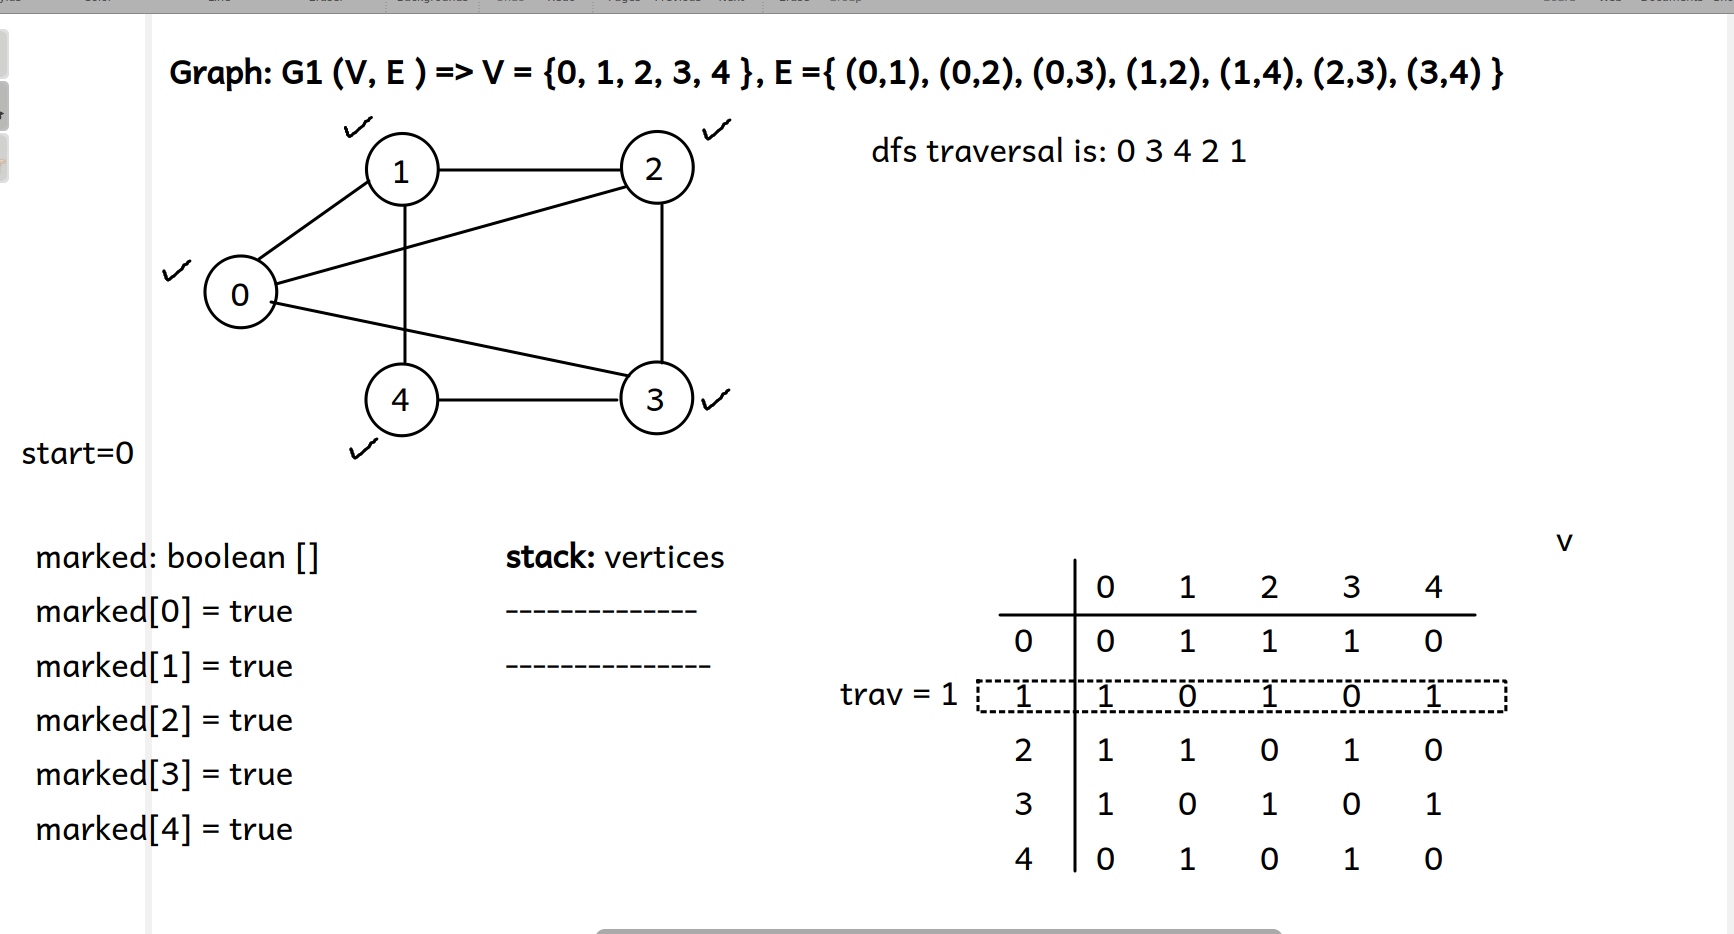 Graph: G1 (V, E ) => V = {0, 1, 2, 3, 4 }, E ={ (0,1), (0,2), (0,3), (1,2), (1,4), (2,3), (3,4) }
dfs traversal is: 0 3 4 2 1
1
2
0
4
3
start=0
marked: boolean []
marked[0] = true
marked[1] = true
marked[2] = true
marked[3] = true
marked[4] = true
stack: vertices
--------------
---------------
v
0 1 2 3 4
0 0 1 1 1 0
trav = 1 1 1 0 1 0 1
2 1 1 0 1 0
3 1 0 1 0 1
4 0 1 0 1 0